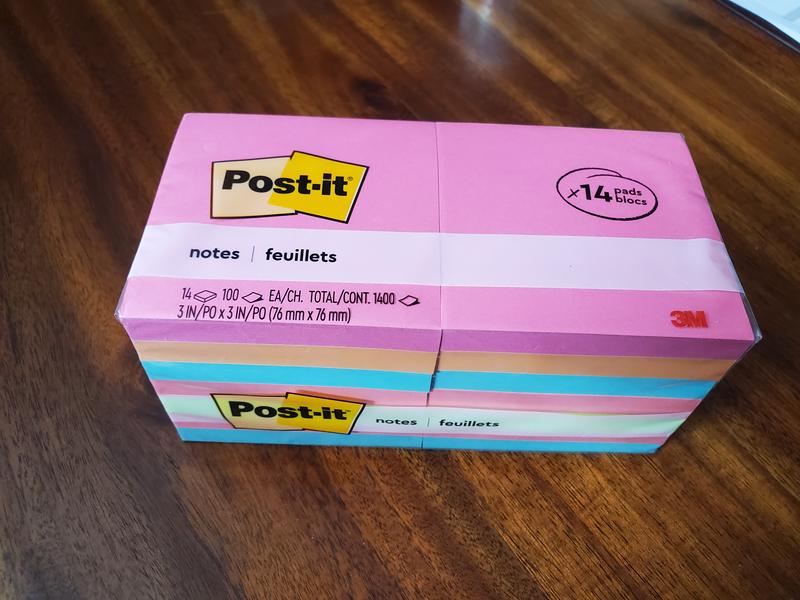 Post-it®
x14 pads
blocs
notes | feuillets
14 100 EA/CH. TOTAL/CONT. 1400
3 IN/PO x 3 IN/PO (76 mm x 76 mm)
3M
Post-it
notes | feuillets